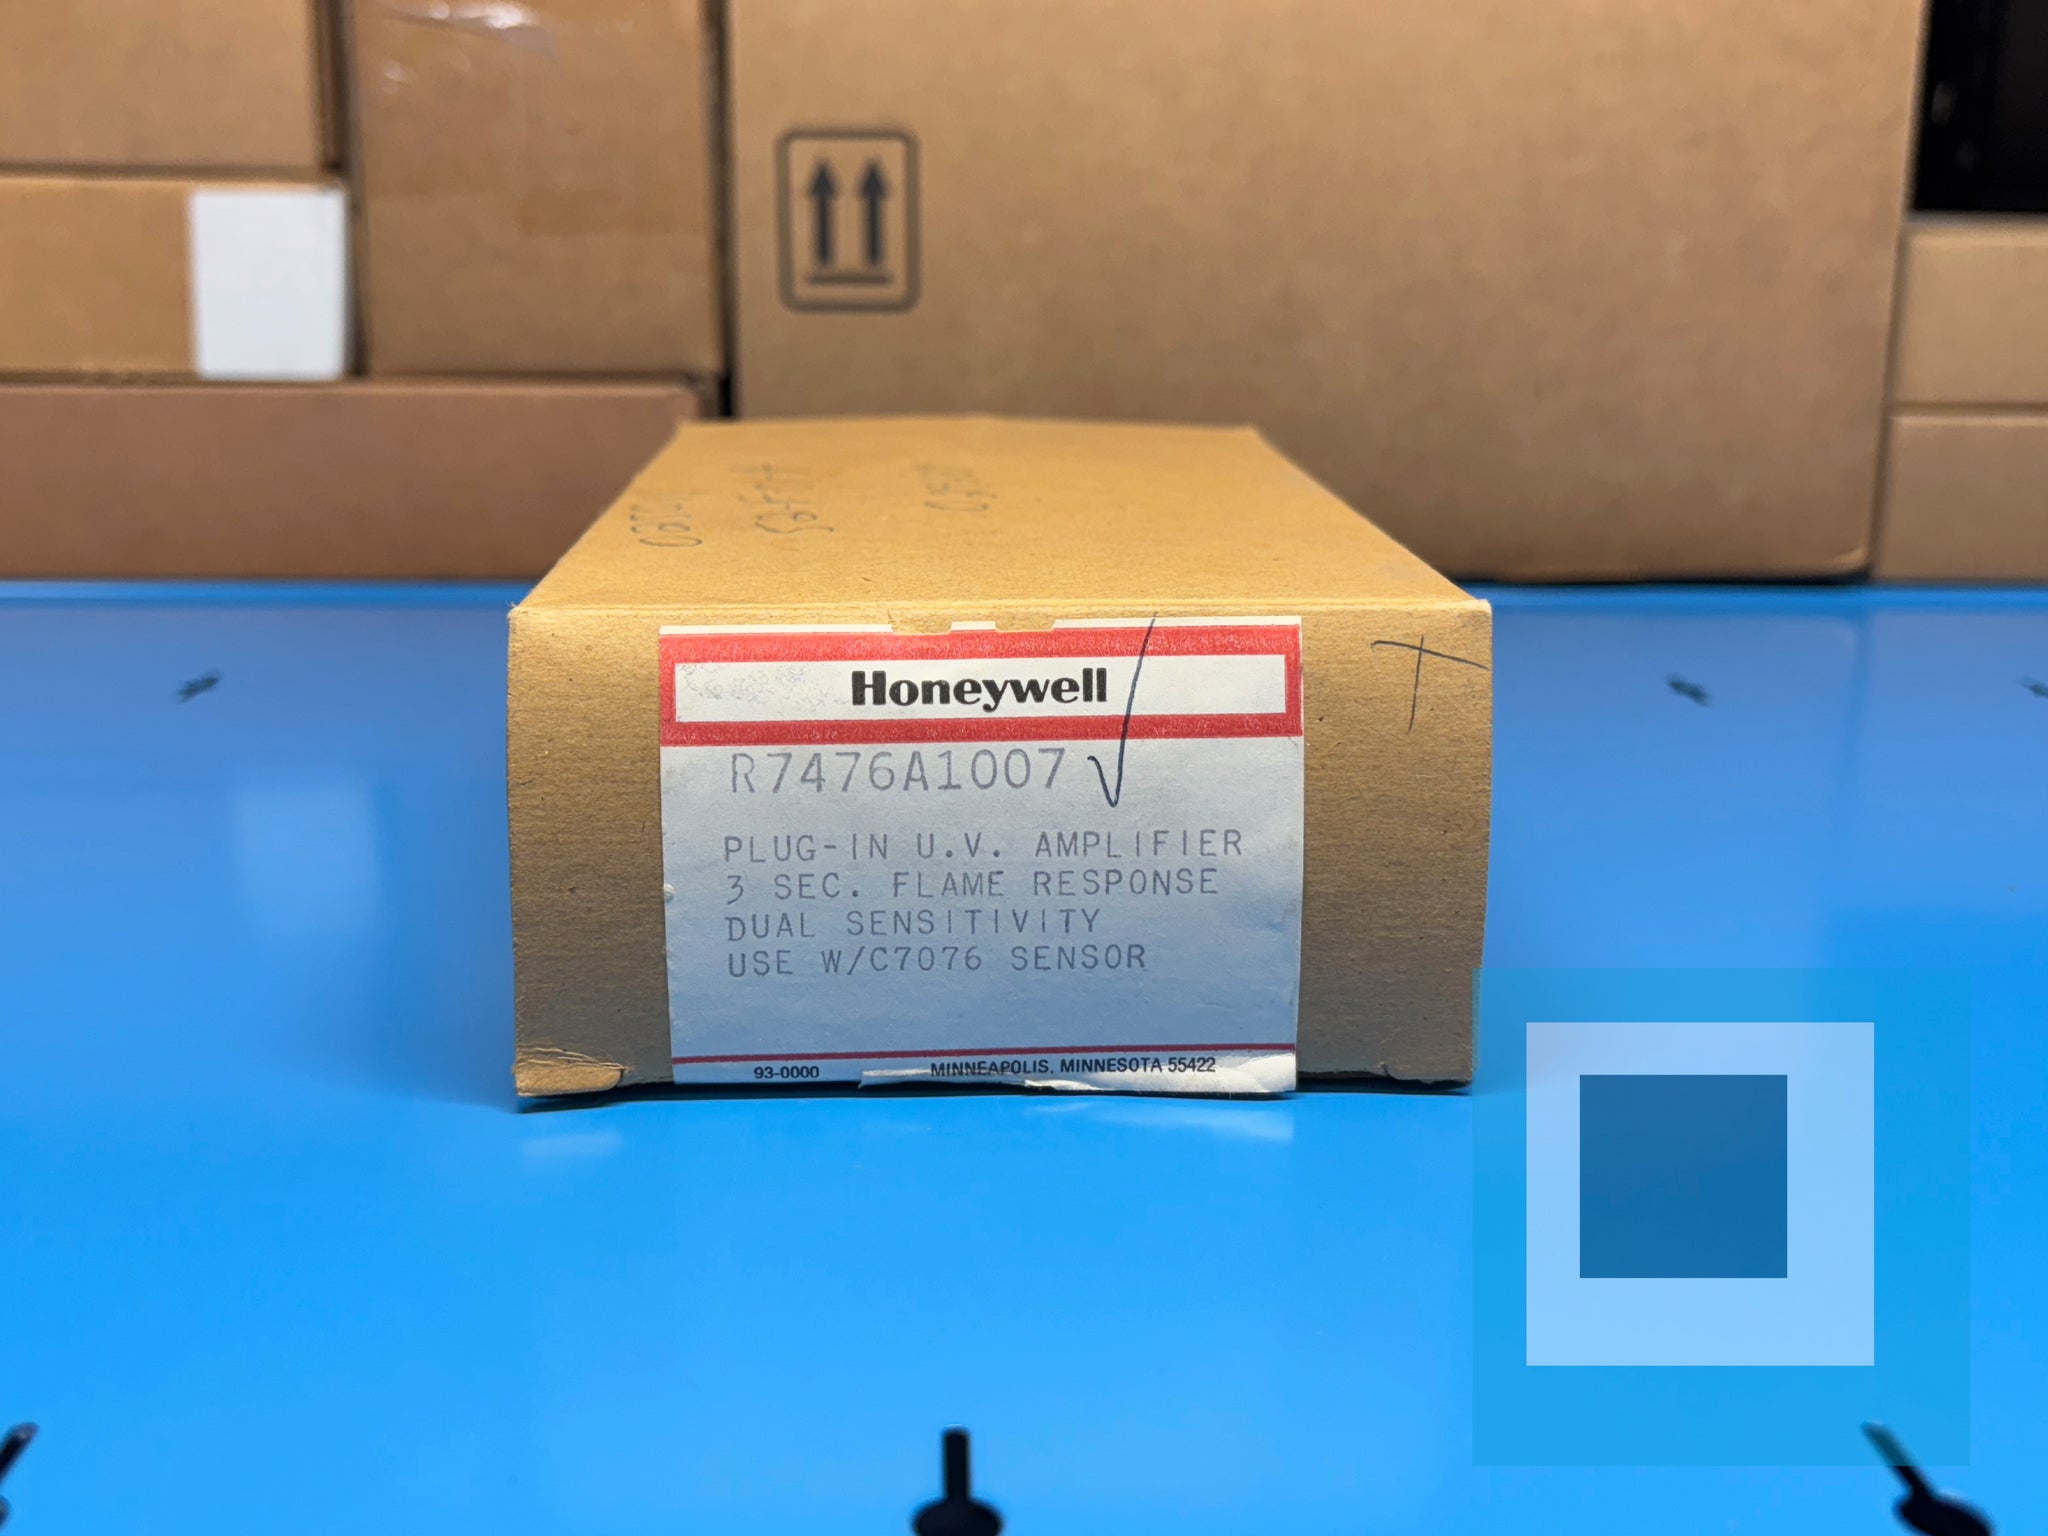 Honeywell
R7476A1007
PLUG-IN U.V. AMPLIFIER
3 SEC. FLAME RESPONSE
DUAL SENSITIVITY
USE W/C7076 SENSOR
93-0000 MINNEAPOLIS, MINNESOTA 55422